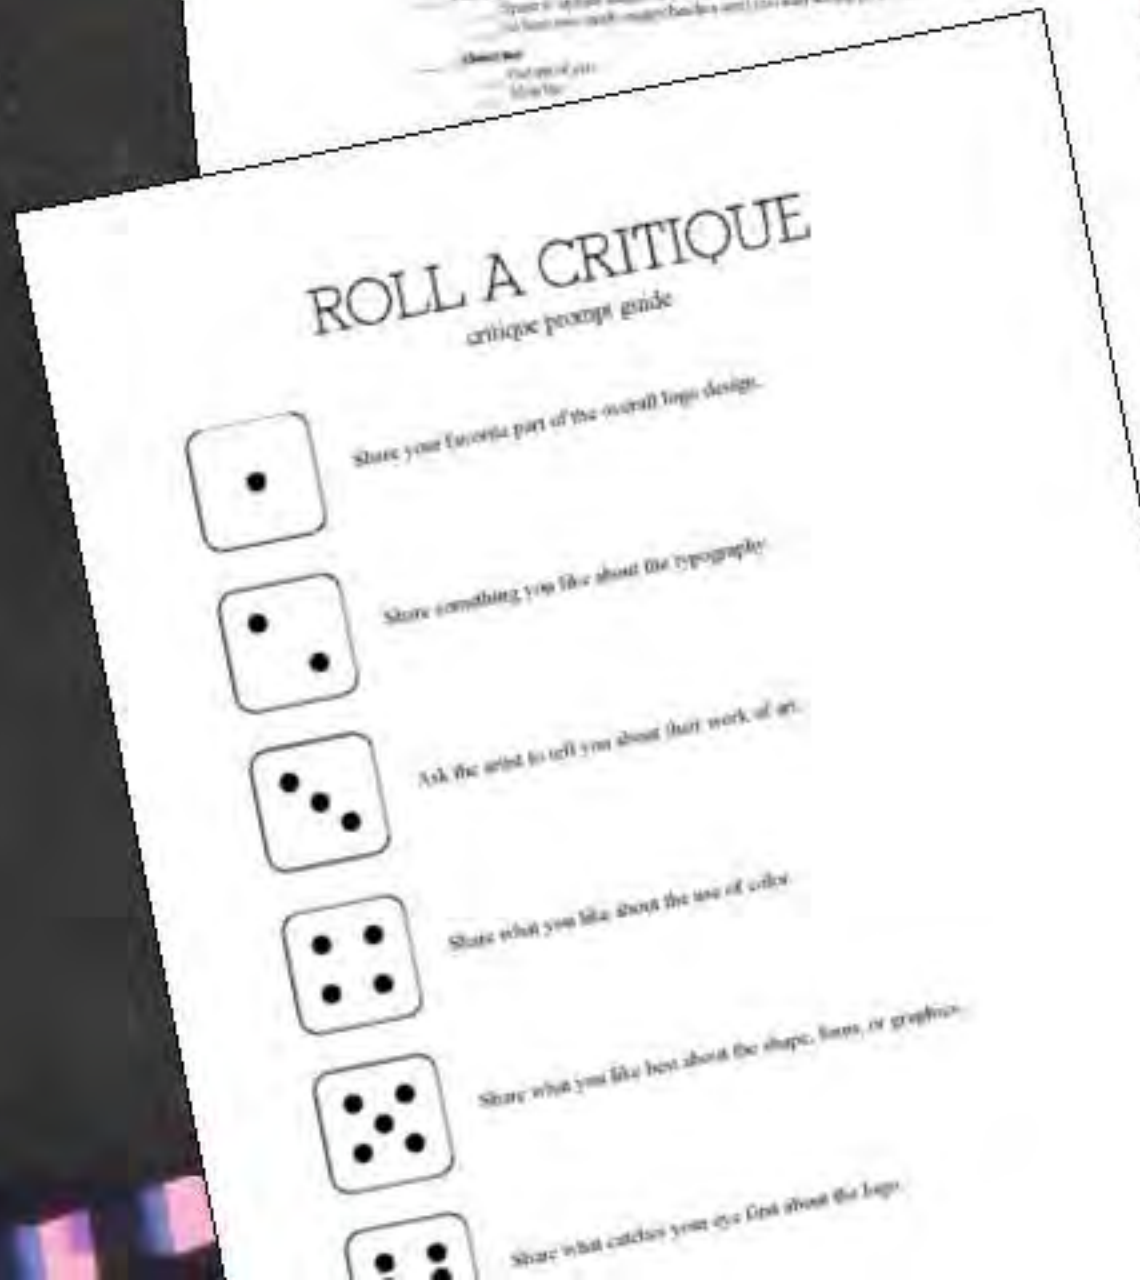 ROLL A CRITIQUE
critique prompt guide
Share your favorite part of the overall logo design.
Share something you like about the typography
Ask the artist to tell you about their work of art.
Share what you like about the use of color.
Share what you like best about the shape, form, or graphics.
Share what catches your eye first about the logo.